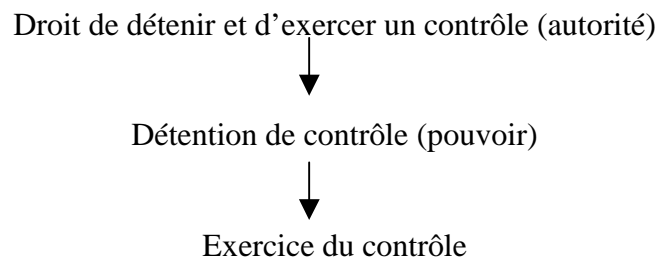 Droit de détenir et d’exercer un contrôle (autorité)
Détention de contrôle (pouvoir)
Exercice du contrôle